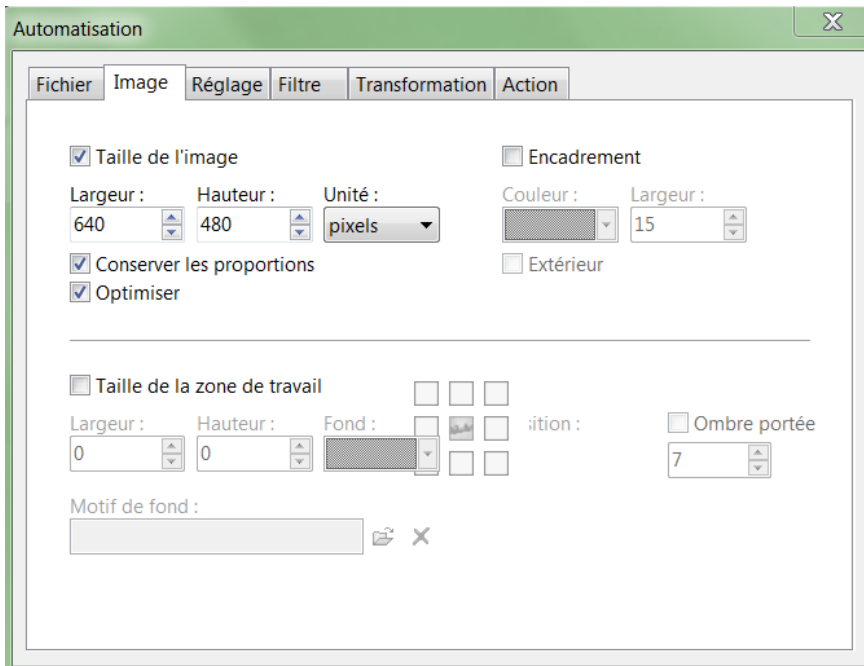 Automatisation
Fichier Image Réglage Filtre Transformation Action
Taille de l'image Encadrement
Largeur : Hauteur : Unité : Couleur : Largeur :
640 480 pixels 15
Conserver les proportions Extérieur
Optimiser
Taille de la zone de travail
Largeur : Hauteur : Fond : sition : Ombre portée
0 0 7
Motif de fond :